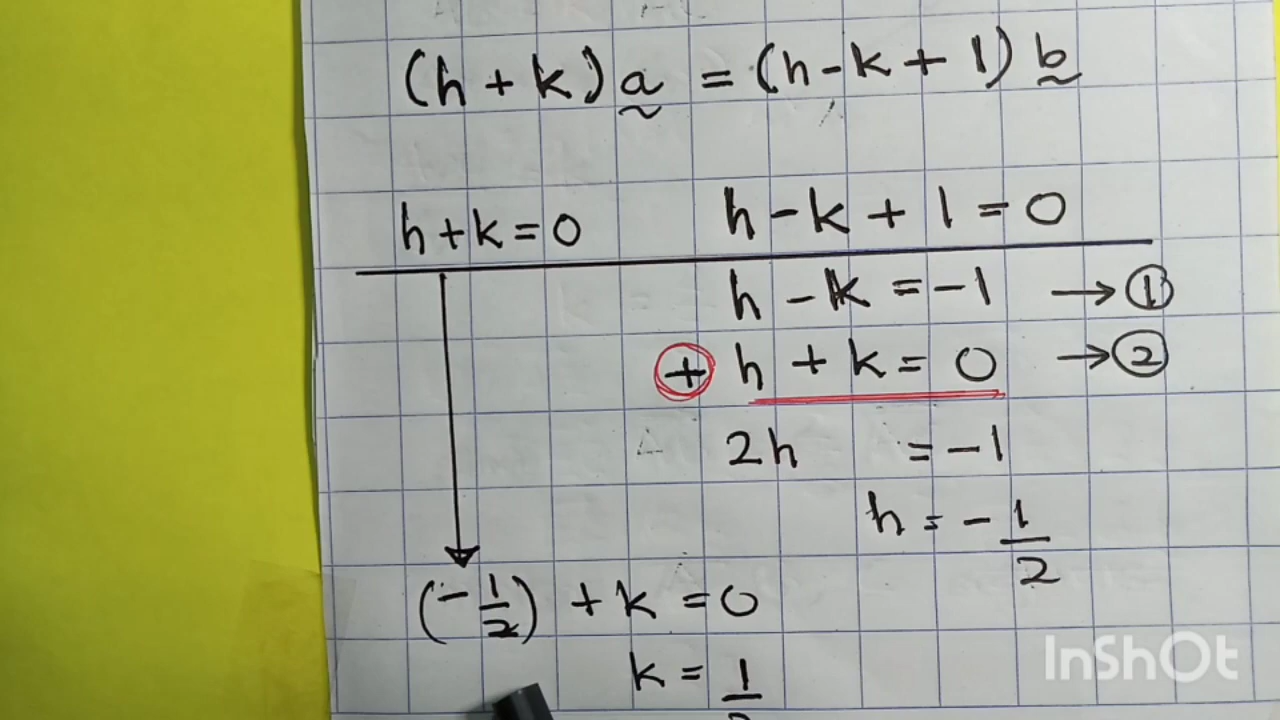 (h + k) a = (h - k + 1) b
h + k = 0
h - k + 1 = 0
h - k = -1 → ①
+ h + k = 0 → ②
2h = -1
h = - 1/2
(- 1/2) + k = 0
k = 1
InShOt